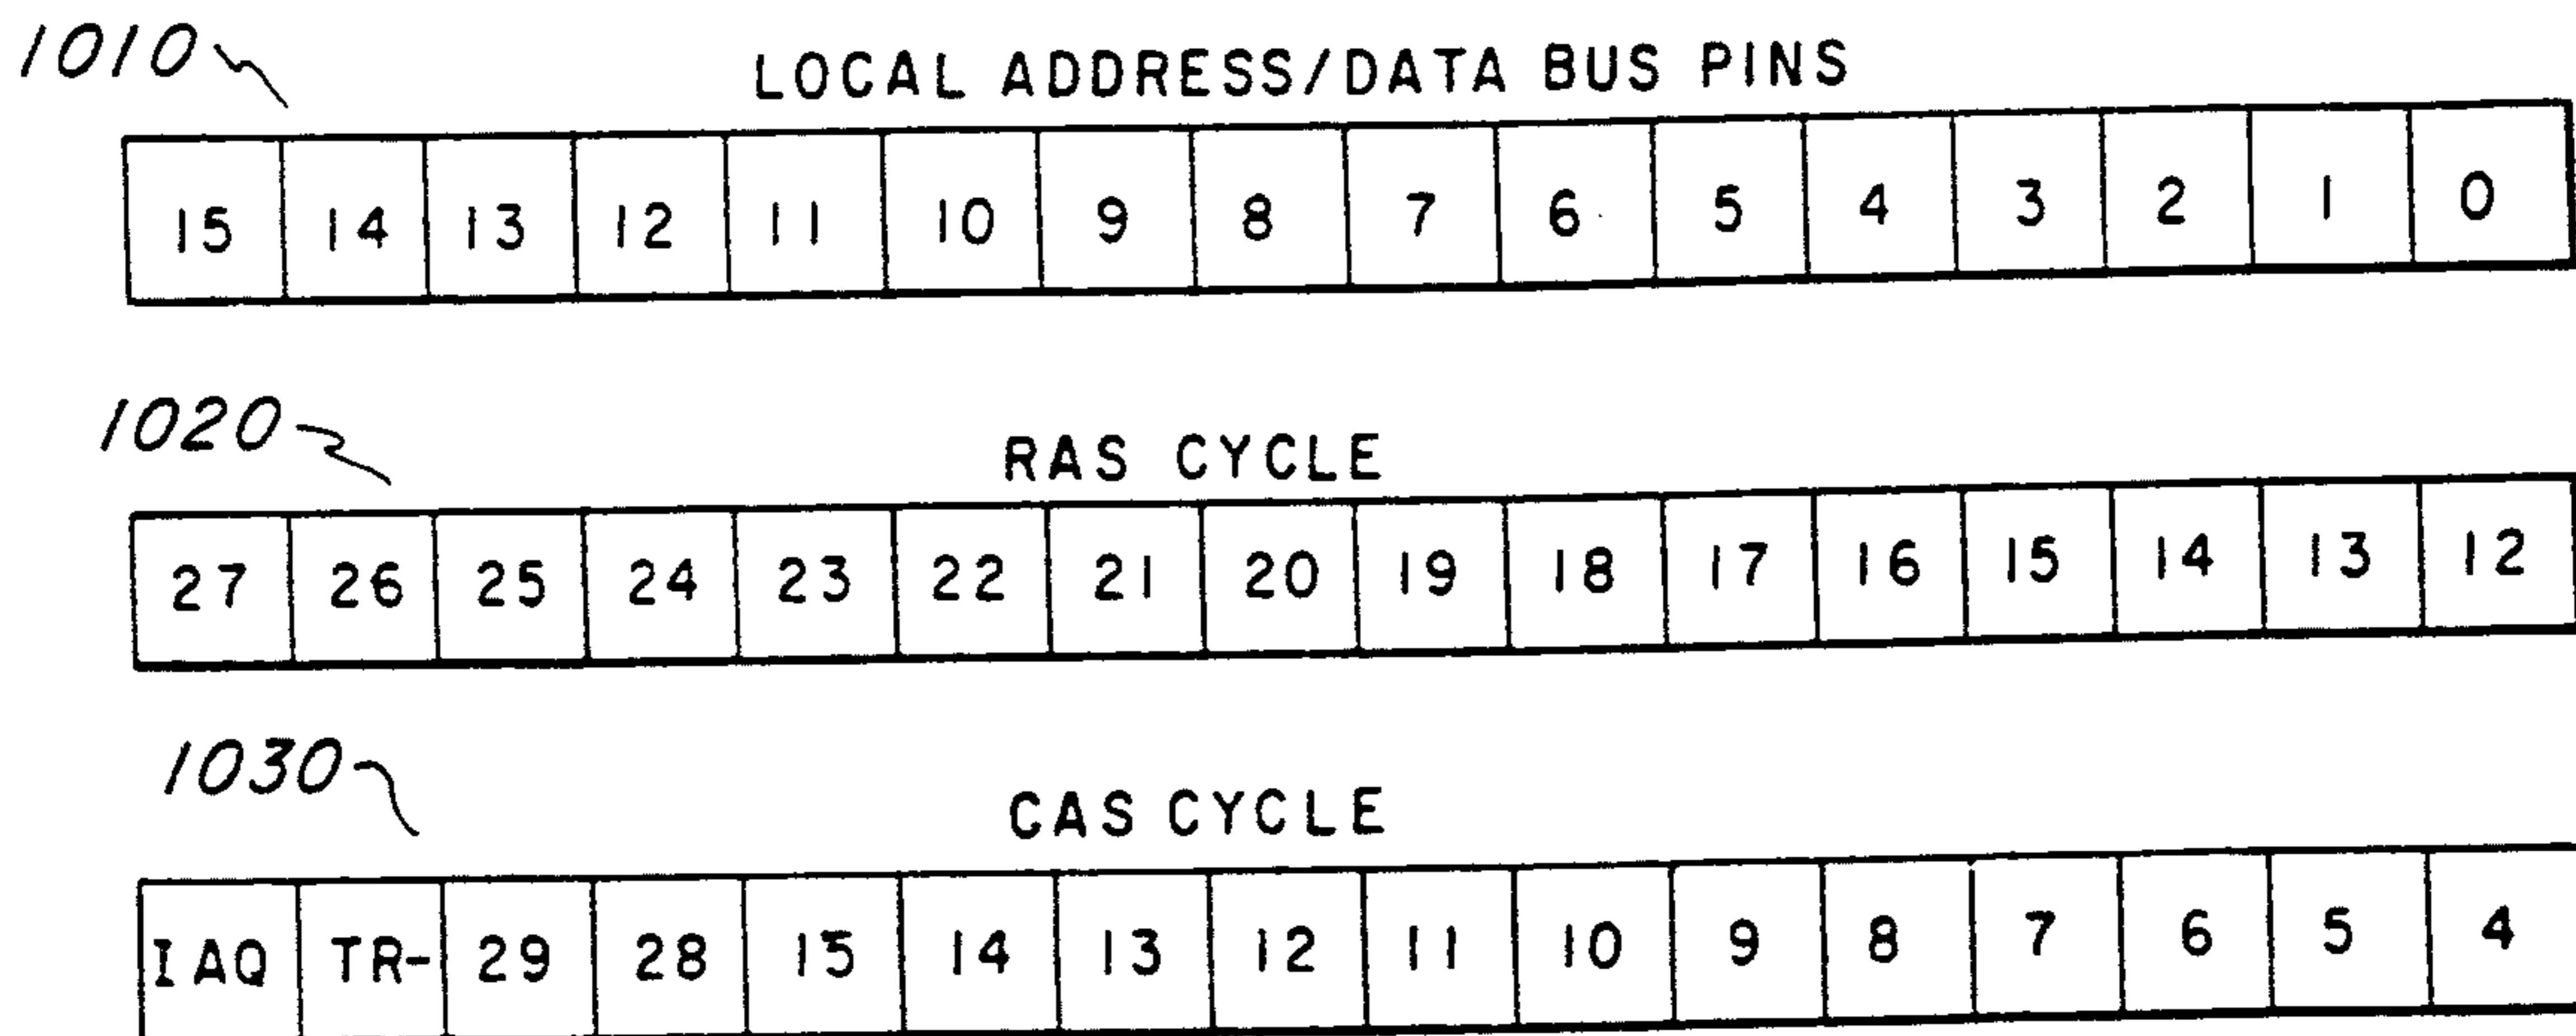 1010
LOCAL ADDRESS/DATA BUS PINS
15 14 13 12 11 10 9 8 7 6 5 4 3 2 1 0
1020
RAS CYCLE
27 26 25 24 23 22 21 20 19 18 17 16 15 14 13 12
1030
CAS CYCLE
IAQ TR- 29 28 15 14 13 12 11 10 9 8 7 6 5 4